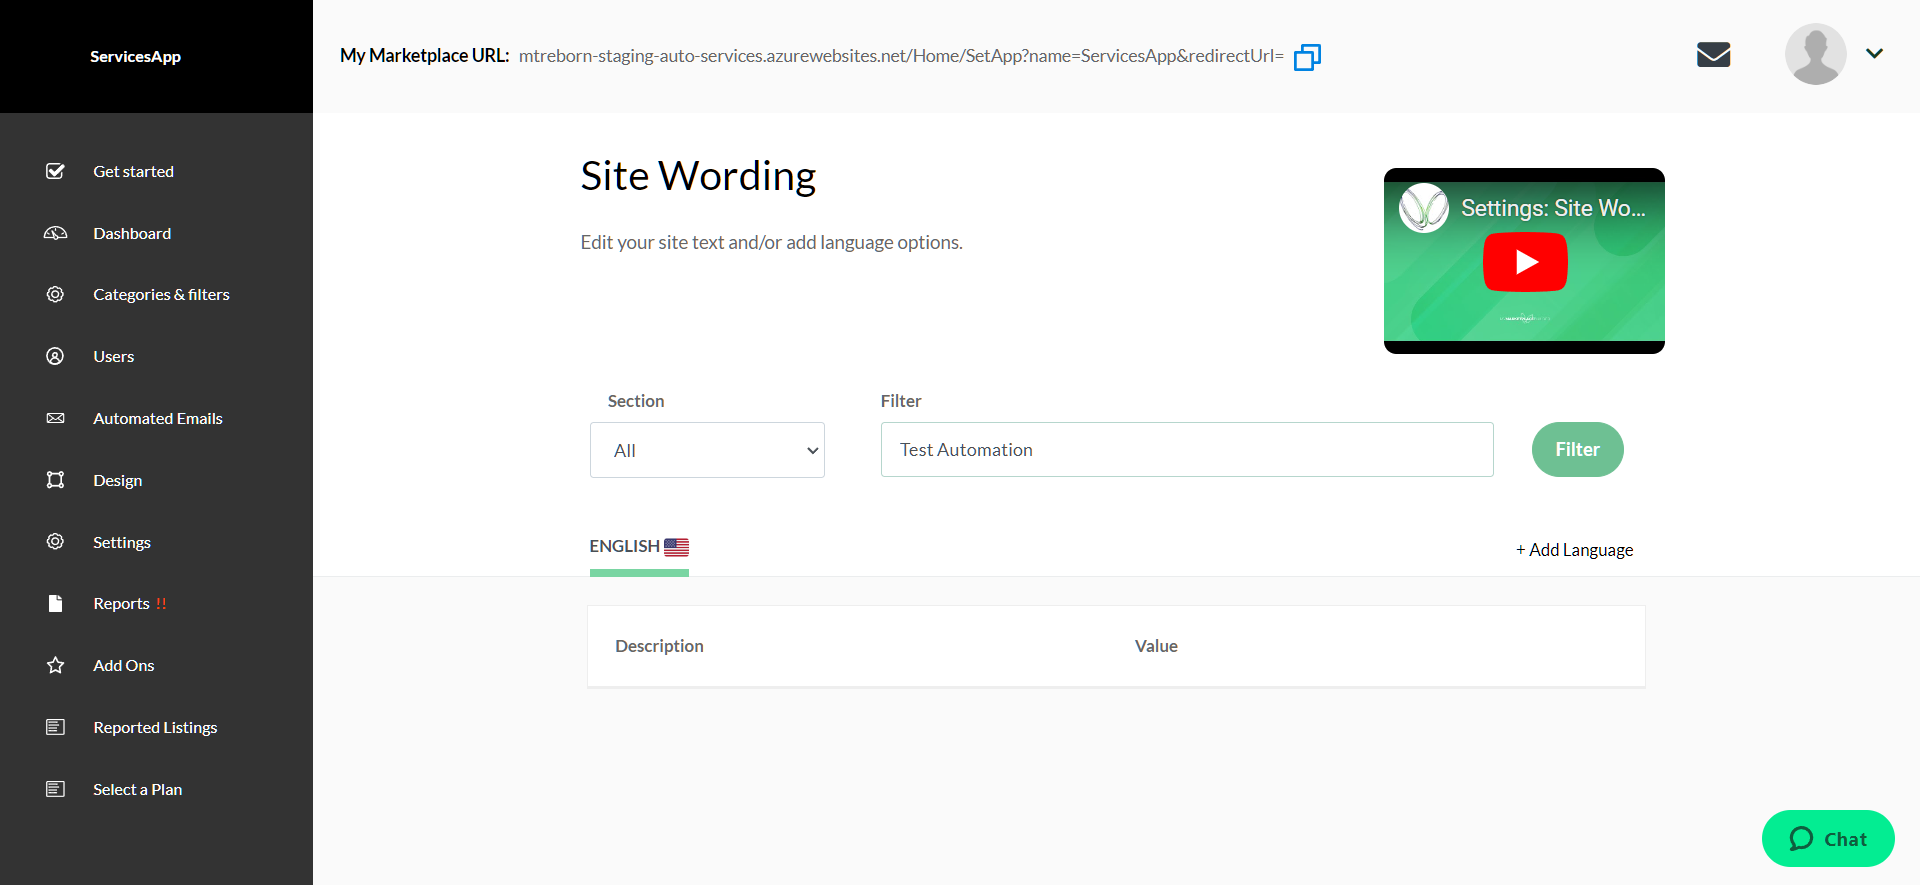 ServicesApp
My Marketplace URL: mtreborn-staging-auto-services.azurewebsites.net/Home/SetApp?name=ServicesApp&redirectUrl=
Get started
Dashboard
Categories & filters
Users
Automated Emails
Design
Settings
Reports !!
Add Ons
Reported Listings
Select a Plan
Site Wording
Edit your site text and/or add language options.
Settings: Site Wo...
Section
Filter
All
Test Automation
Filter
ENGLISH
+ Add Language
Description
Value
Chat